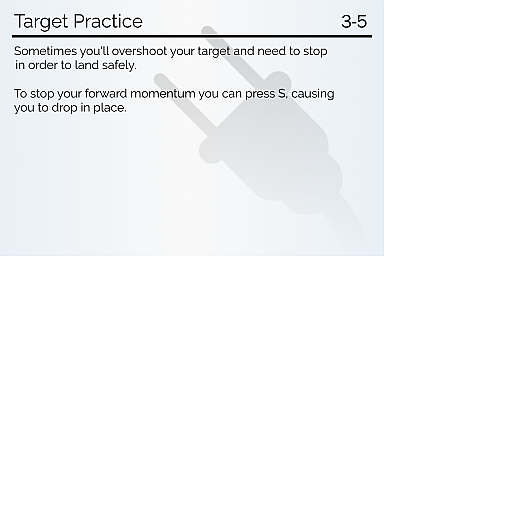 Target Practice 3-5
Sometimes you'll overshoot your target and need to stop
in order to land safely.
To stop your forward momentum you can press S, causing
you to drop in place.